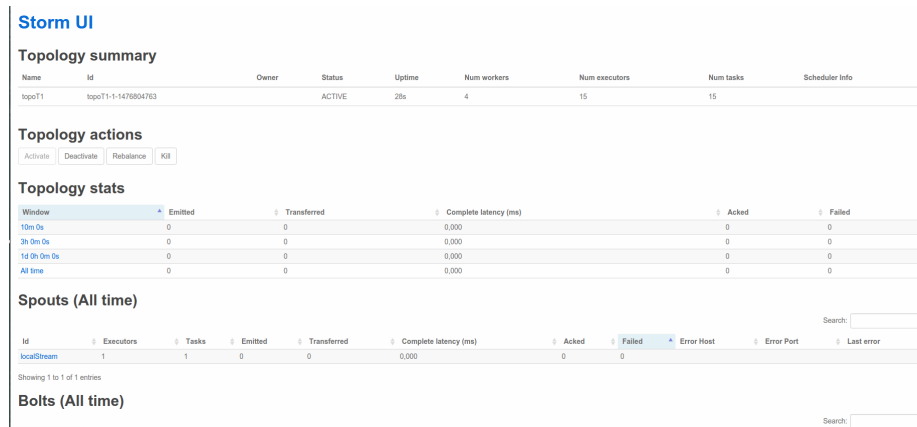 Storm UI
Topology summary
Name Id Owner Status Uptime Num workers Num executors Num tasks Scheduler Info
topoT1 topoT1-1-1476804763 ACTIVE 28s 4 15 15
Topology actions
Activate Deactivate Rebalance Kill
Topology stats
Window Emitted Transferred Complete latency (ms) Acked Failed
10m 0s 0 0 0,000 0 0
3h 0m 0s 0 0 0,000 0 0
1d 0h 0m 0s 0 0 0,000 0 0
All time 0 0 0,000 0 0
Spouts (All time)
Search:
Id Executors Tasks Emitted Transferred Complete latency (ms) Acked Failed Error Host Error Port Last error
localStream 1 1 0 0 0,000 0 0
Showing 1 to 1 of 1 entries
Bolts (All time)
Search: